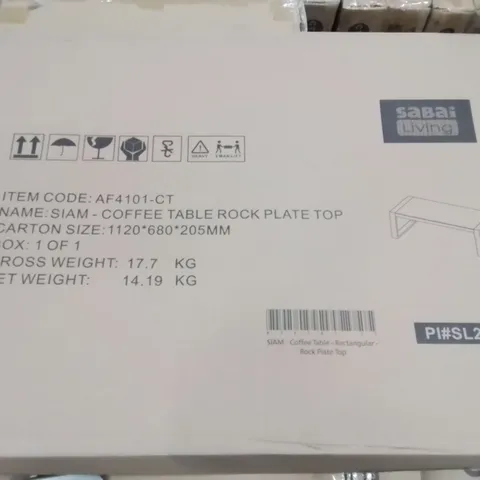 sabai
Living
ITEM CODE: AF4101-CT
NAME: SIAM - COFFEE TABLE ROCK PLATE TOP
CARTON SIZE: 1120*680*205MM
BOX: 1 OF 1
ROSS WEIGHT: 17.7 KG
ET WEIGHT: 14.19 KG
SIAM Coffee Table - Rectangular -
Rock Plate Top
PI#SL2